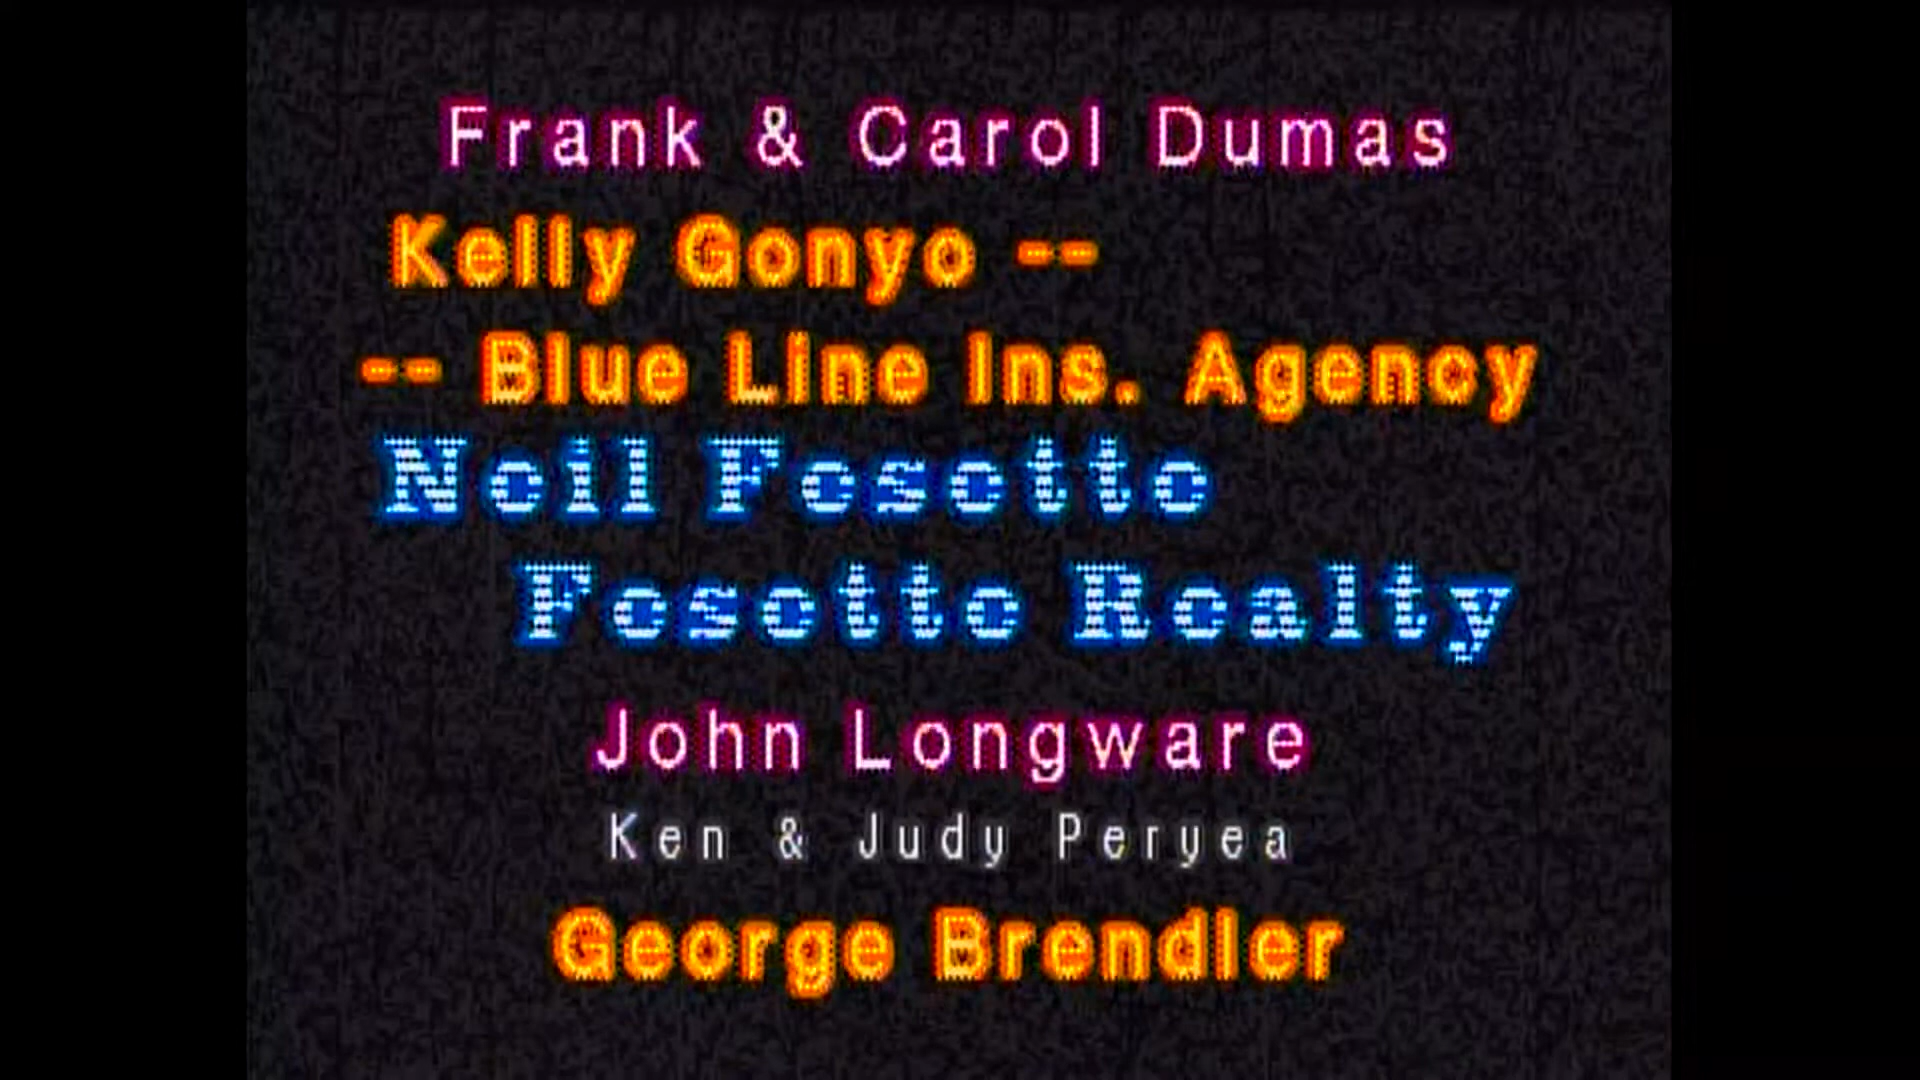 Frank & Carol Dumas
Kelly Gonyo --
-- Blue Line Ins. Agency
Neil Fesette
Fesette Realty
John Longware
Ken & Judy Peryea
George Brendler